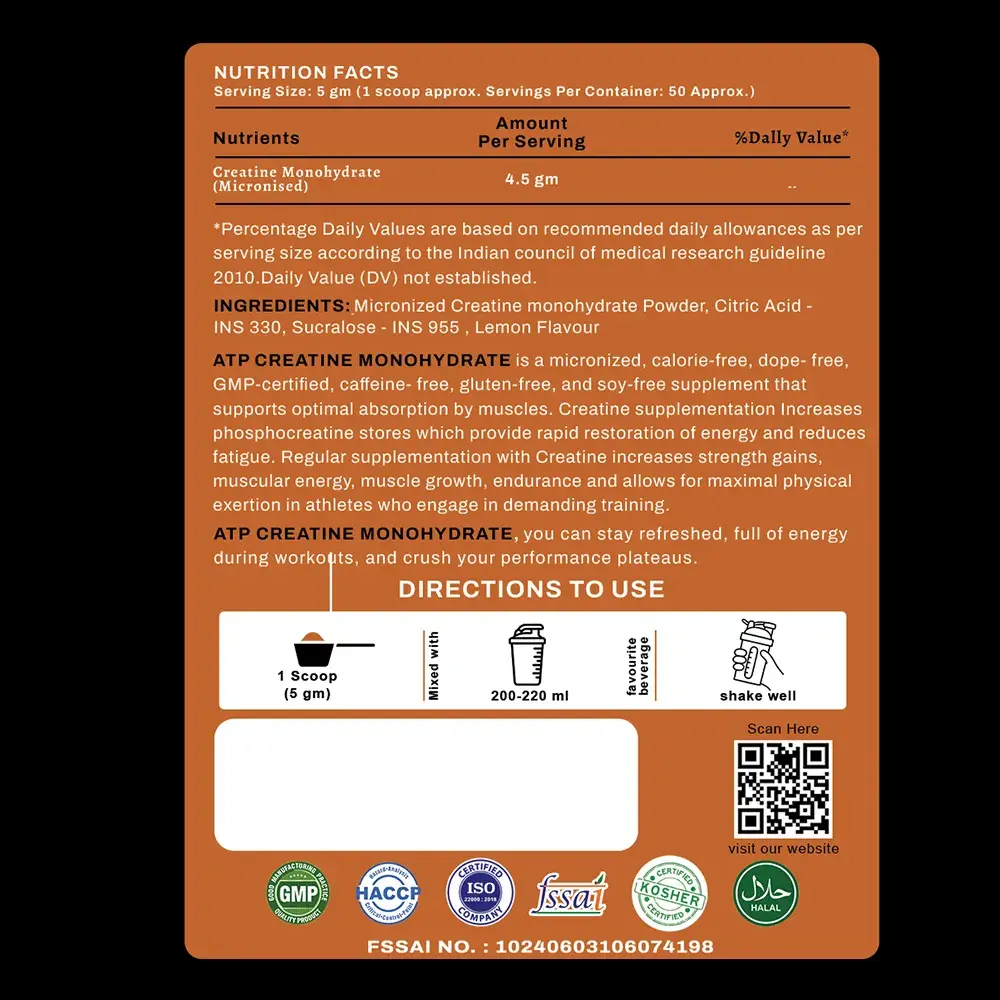 NUTRITION FACTS
Serving Size: 5 gm (1 scoop approx. Servings Per Container: 50 Approx.)
Nutrients
Amount
Per Serving
%Dally Value*
Creatine Monohydrate
(Micronised)
4.5 gm
--
*Percentage Daily Values are based on recommended daily allowances as per
serving size according to the Indian council of medical research guideline
2010.Daily Value (DV) not established.
INGREDIENTS: Micronized Creatine monohydrate Powder, Citric Acid -
INS 330, Sucralose - INS 955 , Lemon Flavour
ATP CREATINE MONOHYDRATE is a micronized, calorie-free, dope- free,
GMP-certified, caffeine- free, gluten-free, and soy-free supplement that
supports optimal absorption by muscles. Creatine supplementation Increases
phosphocreatine stores which provide rapid restoration of energy and reduces
fatigue. Regular supplementation with Creatine increases strength gains,
muscular energy, muscle growth, endurance and allows for maximal physical
exertion in athletes who engage in demanding training.
ATP CREATINE MONOHYDRATE, you can stay refreshed, full of energy
during workouts, and crush your performance plateaus.
DIRECTIONS TO USE
1 Scoop
(5 gm)
Mixed with
200-220 ml
favourite
beverage
shake well
Scan Here
visit our website
GOOD MANUFACTURING PRACTICE
GMP
QUALITY PRODUCT
Hazard-Analysis
HACCP
Critical-Control-Point
CERTIFIED
ISO
22000 : 2018
COMPANY
fssai
CERTIFIED
KOSHER
CERTIFIED
حلال
HALAL
FSSAI NO. : 10240603106074198